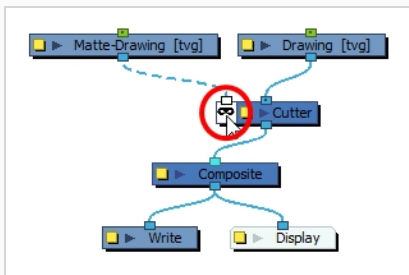 Matte-Drawing [tvg]
Drawing [tvg]
Cutter
Composite
Write
Display